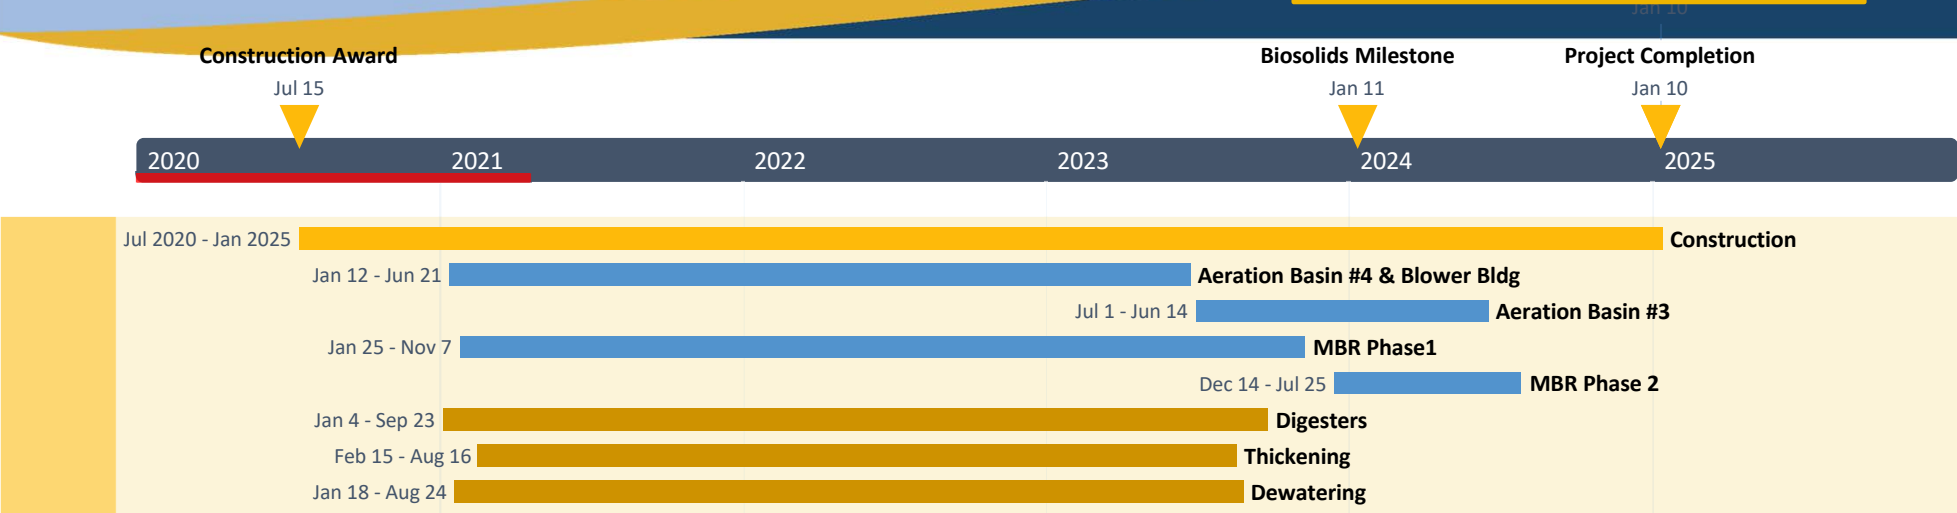 Jan 10
Construction Award
Biosolids Milestone
Project Completion
Jul 15
Jan 11
Jan 10
2020 2021 2022 2023 2024 2025
Jul 2020 - Jan 2025 Construction
Jan 12 - Jun 21 Aeration Basin #4 & Blower Bldg
Jul 1 - Jun 14 Aeration Basin #3
Jan 25 - Nov 7 MBR Phase1
Dec 14 - Jul 25 MBR Phase 2
Jan 4 - Sep 23 Digesters
Feb 15 - Aug 16 Thickening
Jan 18 - Aug 24 Dewatering